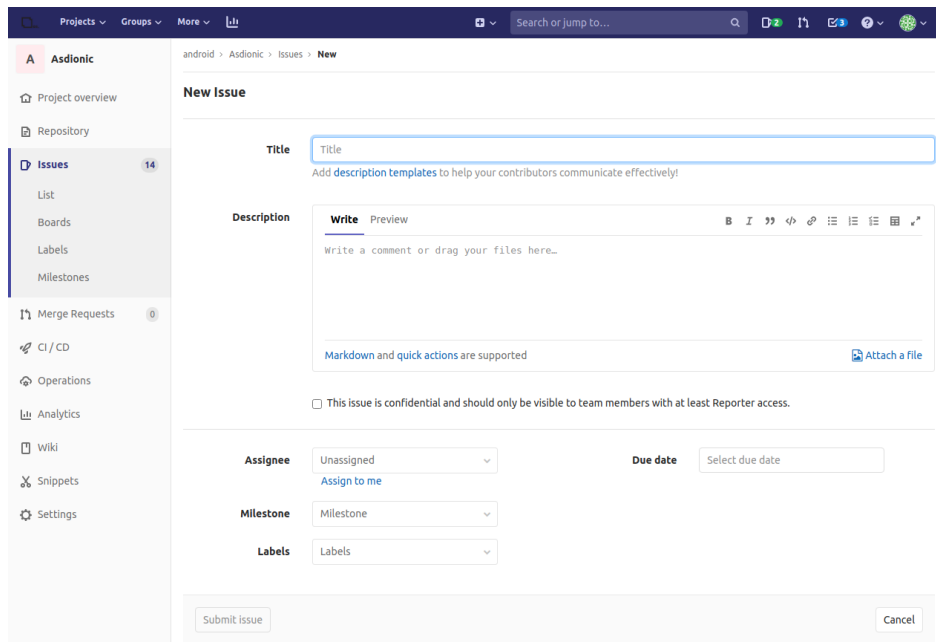 Projects Groups More Search or jump to... 2 3
A Asdionic
android > Asdionic > Issues > New
Project overview
Repository
Issues 14
List
Boards
Labels
Milestones
Merge Requests 0
CI / CD
Operations
Analytics
Wiki
Snippets
Settings
New Issue
Title Title
Add description templates to help your contributors communicate effectively!
Description Write Preview
Write a comment or drag your files here…
Markdown and quick actions are supported Attach a file
This issue is confidential and should only be visible to team members with at least Reporter access.
Assignee Unassigned Due date Select due date
Assign to me
Milestone Milestone
Labels Labels
Submit issue Cancel